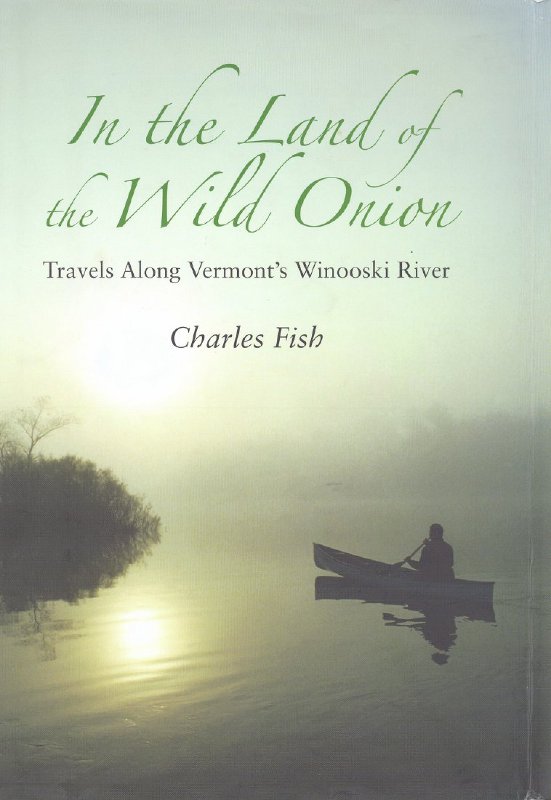 In the Land of
the Wild Onion
Travels Along Vermont's Winooski River
Charles Fish